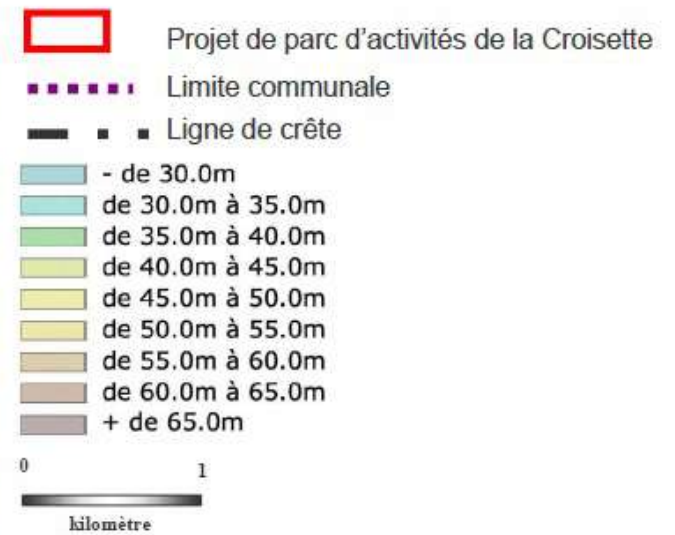 Projet de parc d'activités de la Croisette
Limite communale
Ligne de crête
- de 30.0m
de 30.0m à 35.0m
de 35.0m à 40.0m
de 40.0m à 45.0m
de 45.0m à 50.0m
de 50.0m à 55.0m
de 55.0m à 60.0m
de 60.0m à 65.0m
+ de 65.0m
0 1
kilomètre